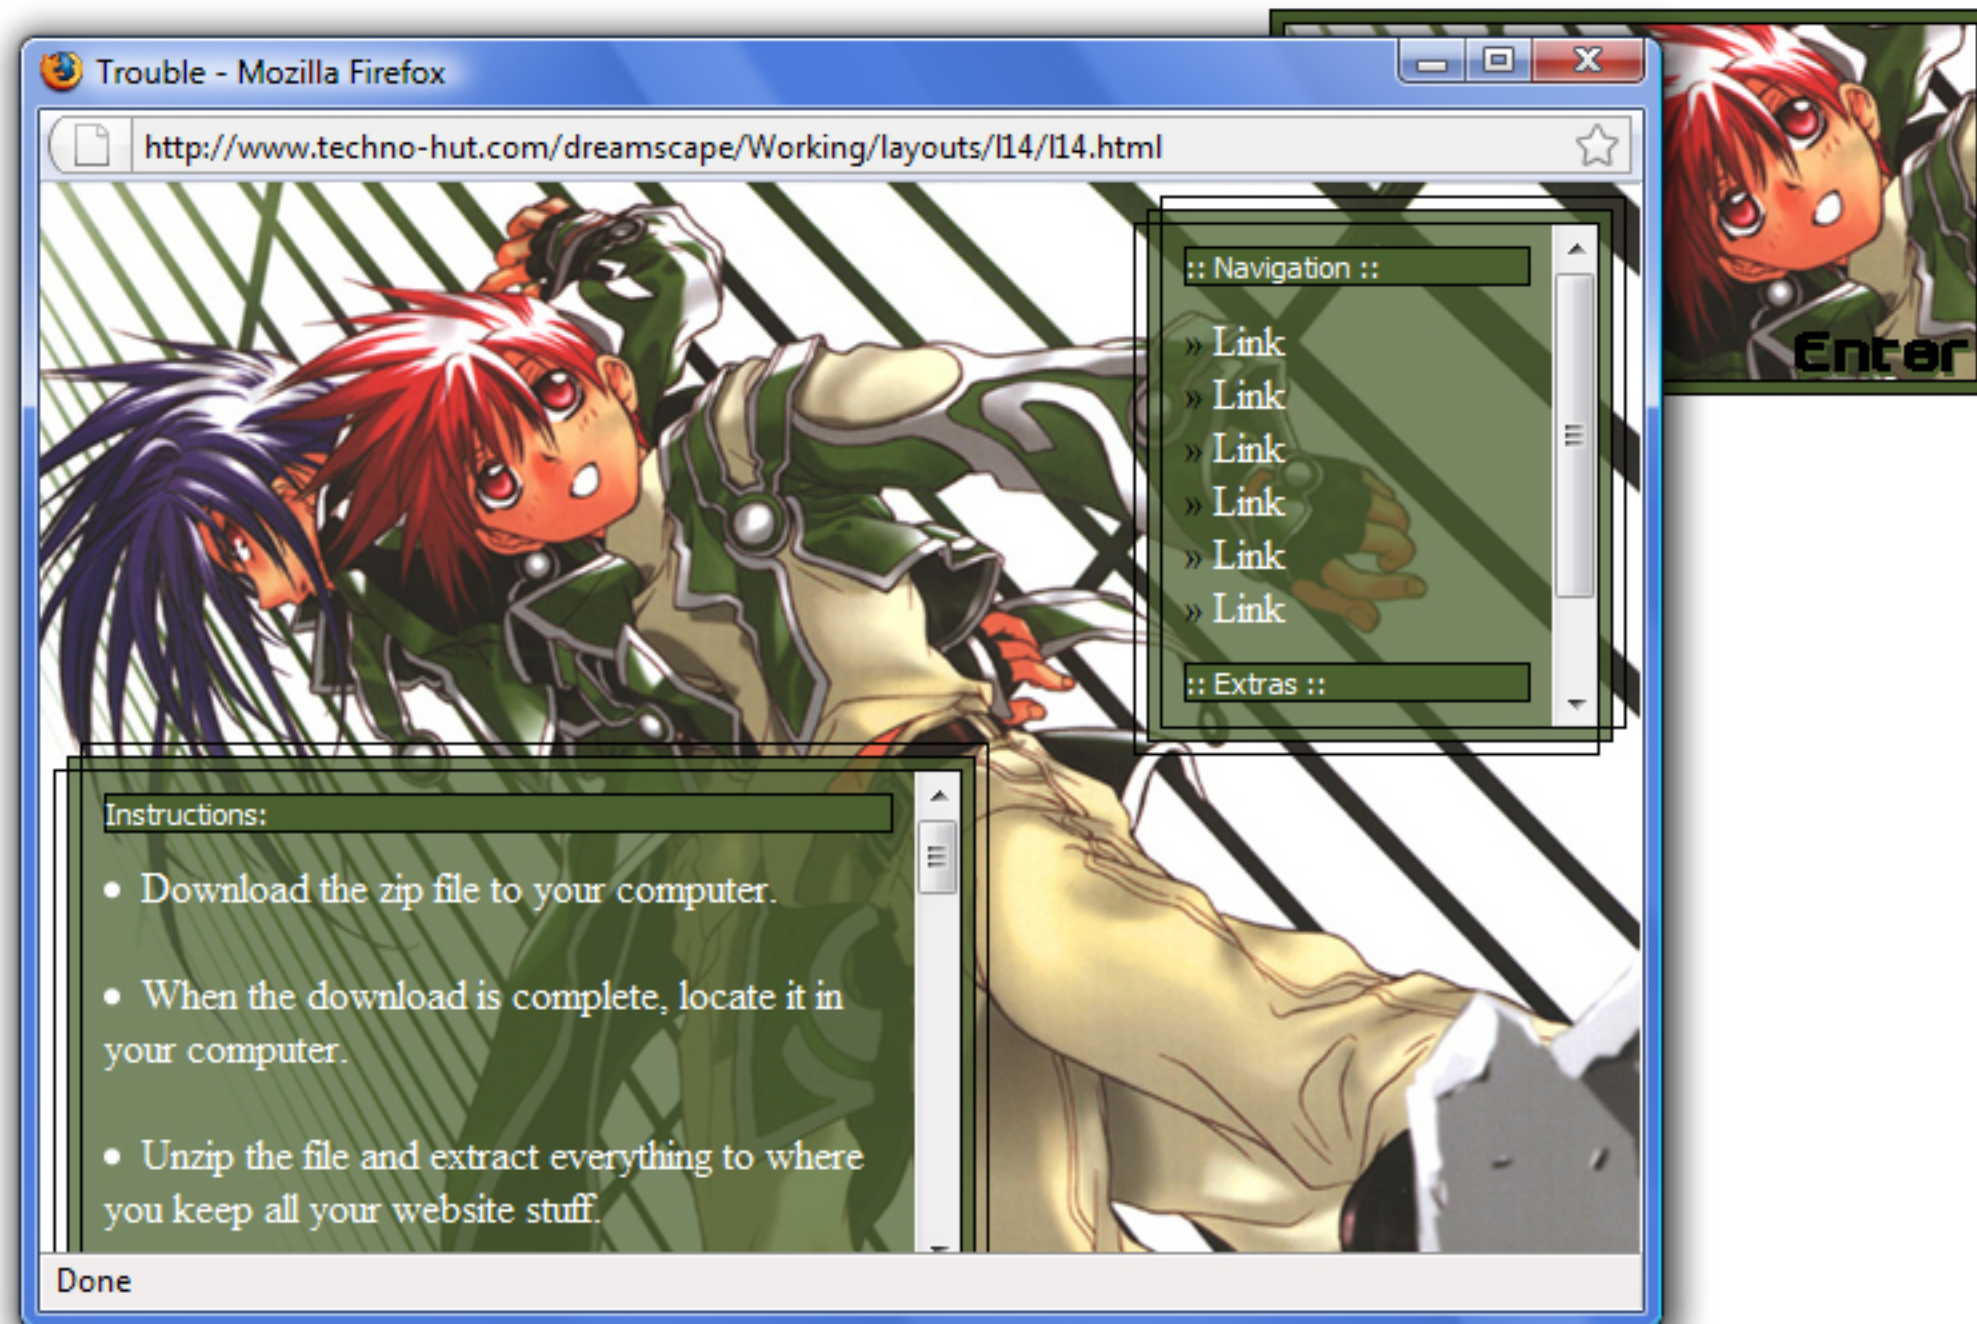 Trouble - Mozilla Firefox
http://www.techno-hut.com/dreamscape/Working/layouts/l14/l14.html
:: Navigation ::
» Link
» Link
» Link
» Link
» Link
» Link
:: Extras ::
Enter
Instructions:
• Download the zip file to your computer.
• When the download is complete, locate it in
your computer.
• Unzip the file and extract everything to where
you keep all your website stuff.
Done